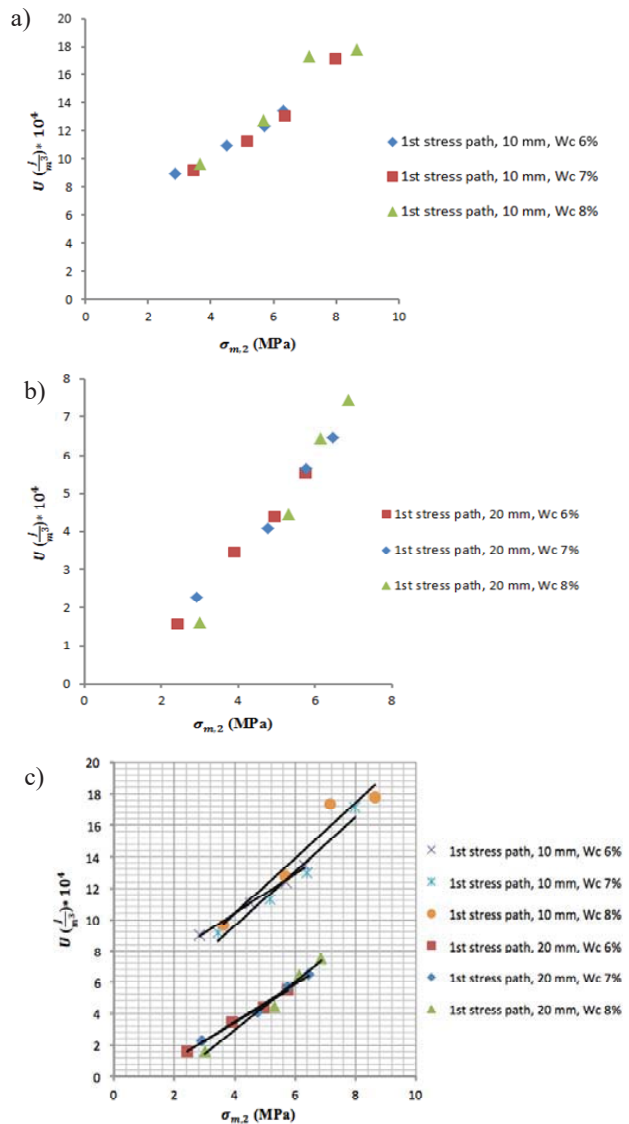 a)
20
18
16
14
12
10
8
6
4
2
0
U (J/m³)* 10⁴
0 2 4 6 8 10
σm,2 (MPa)
1st stress path, 10 mm, Wc 6%
1st stress path, 10 mm, Wc 7%
1st stress path, 10 mm, Wc 8%
b)
8
7
6
5
4
3
2
1
0
U (J/m³)* 10⁴
0 2 4 6 8
σm,2 (MPa)
1st stress path, 20 mm, Wc 6%
1st stress path, 20 mm, Wc 7%
1st stress path, 20 mm, Wc 8%
c)
20
18
16
14
12
10
8
6
4
2
0
U (J/m³)* 10⁴
0 2 4 6 8 10
σm,2 (MPa)
1st stress path, 10 mm, Wc 6%
1st stress path, 10 mm, Wc 7%
1st stress path, 10 mm, Wc 8%
1st stress path, 20 mm, Wc 6%
1st stress path, 20 mm, Wc 7%
1st stress path, 20 mm, Wc 8%